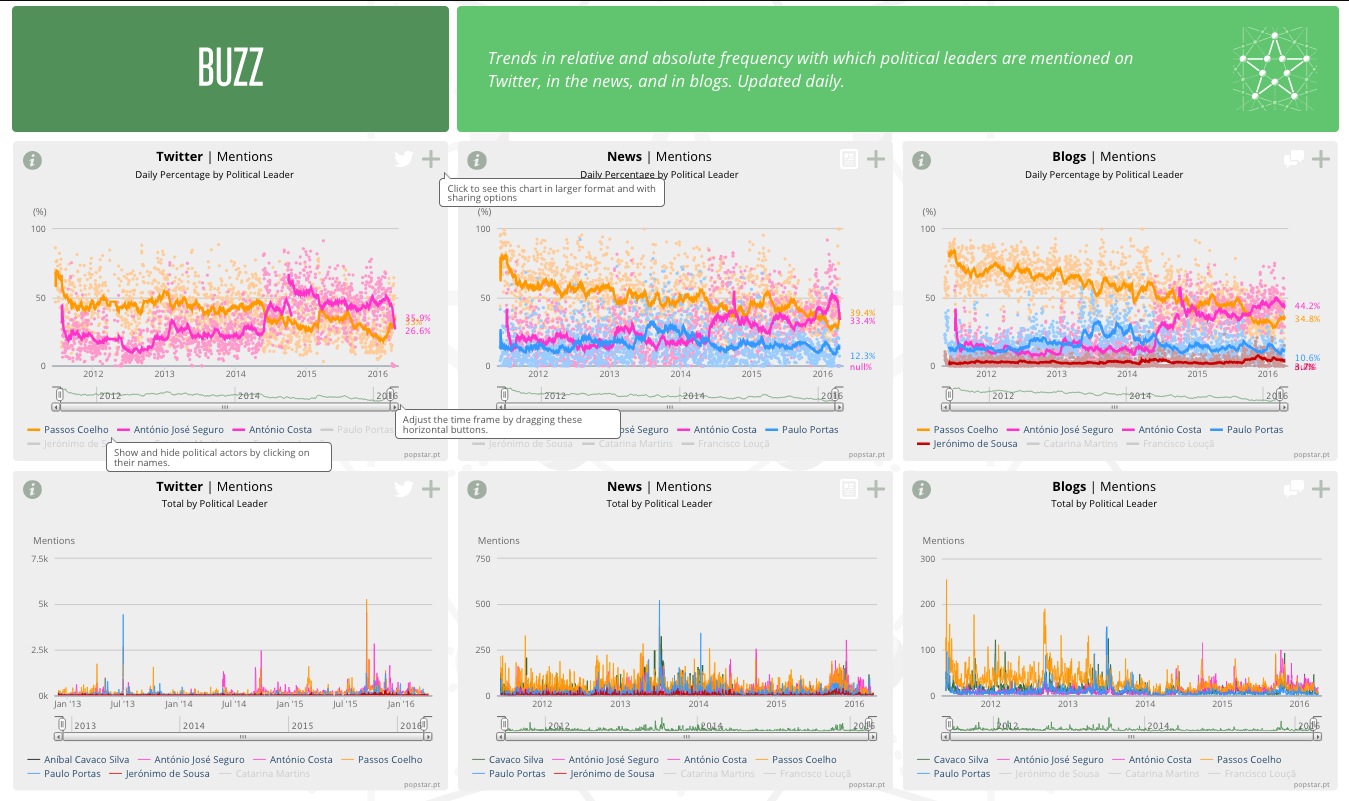 BUZZ
Trends in relative and absolute frequency with which political leaders are mentioned on
Twitter, in the news, and in blogs. Updated daily.
Twitter | Mentions
Daily Percentage by Political Leader
(%)
100
50
0
35.9%
33%
26.6%
2012
2013
2014
2015
2016
2012
2014
2016
Passos Coelho
António José Seguro
António Costa
Paulo Portas
Jerónimo de S
popstar.pt
Click to see this chart in larger format and with
sharing options
Adjust the time frame by dragging these
horizontal buttons.
Show and hide political actors by clicking on
their names.
News | Mentions
Daily Percentage by Political Leader
(%)
100
50
0
39.4%
33.4%
12.3%
null%
2012
2013
2014
2015
2016
2012
2014
2016
osé Seguro
António Costa
Paulo Portas
Jerónimo de Sousa
Catarina Martins
Francisco Louçã
popstar.pt
Blogs | Mentions
Daily Percentage by Political Leader
(%)
100
50
0
44.2%
34.8%
10.6%
2012
2013
2014
2015
2016
2012
2014
2016
Passos Coelho
António José Seguro
António Costa
Paulo Portas
Jerónimo de Sousa
Catarina Martins
Francisco Louçã
popstar.pt
Twitter | Mentions
Total by Political Leader
Mentions
7.5k
5k
2.5k
0k
Jan '13
Jul '13
Jan '14
Jul '14
Jan '15
Jul '15
Jan '16
2013
2014
2015
2016
Aníbal Cavaco Silva
António José Seguro
António Costa
Passos Coelho
Paulo Portas
Jerónimo de Sousa
Catarina Martins
popstar.pt
News | Mentions
Total by Political Leader
Mentions
750
500
250
0
2012
2013
2014
2015
2016
2012
2014
2016
Cavaco Silva
António José Seguro
António Costa
Passos Coelho
Paulo Portas
Jerónimo de Sousa
Catarina Martins
Francisco Louçã
popstar.pt
Blogs | Mentions
Total by Political Leader
Mentions
300
200
100
0
2012
2013
2014
2015
2016
2012
2014
2016
Cavaco Silva
António José Seguro
António Costa
Passos Coelho
Paulo Portas
Jerónimo de Sousa
Catarina Martins
Francisco Louçã
popstar.pt